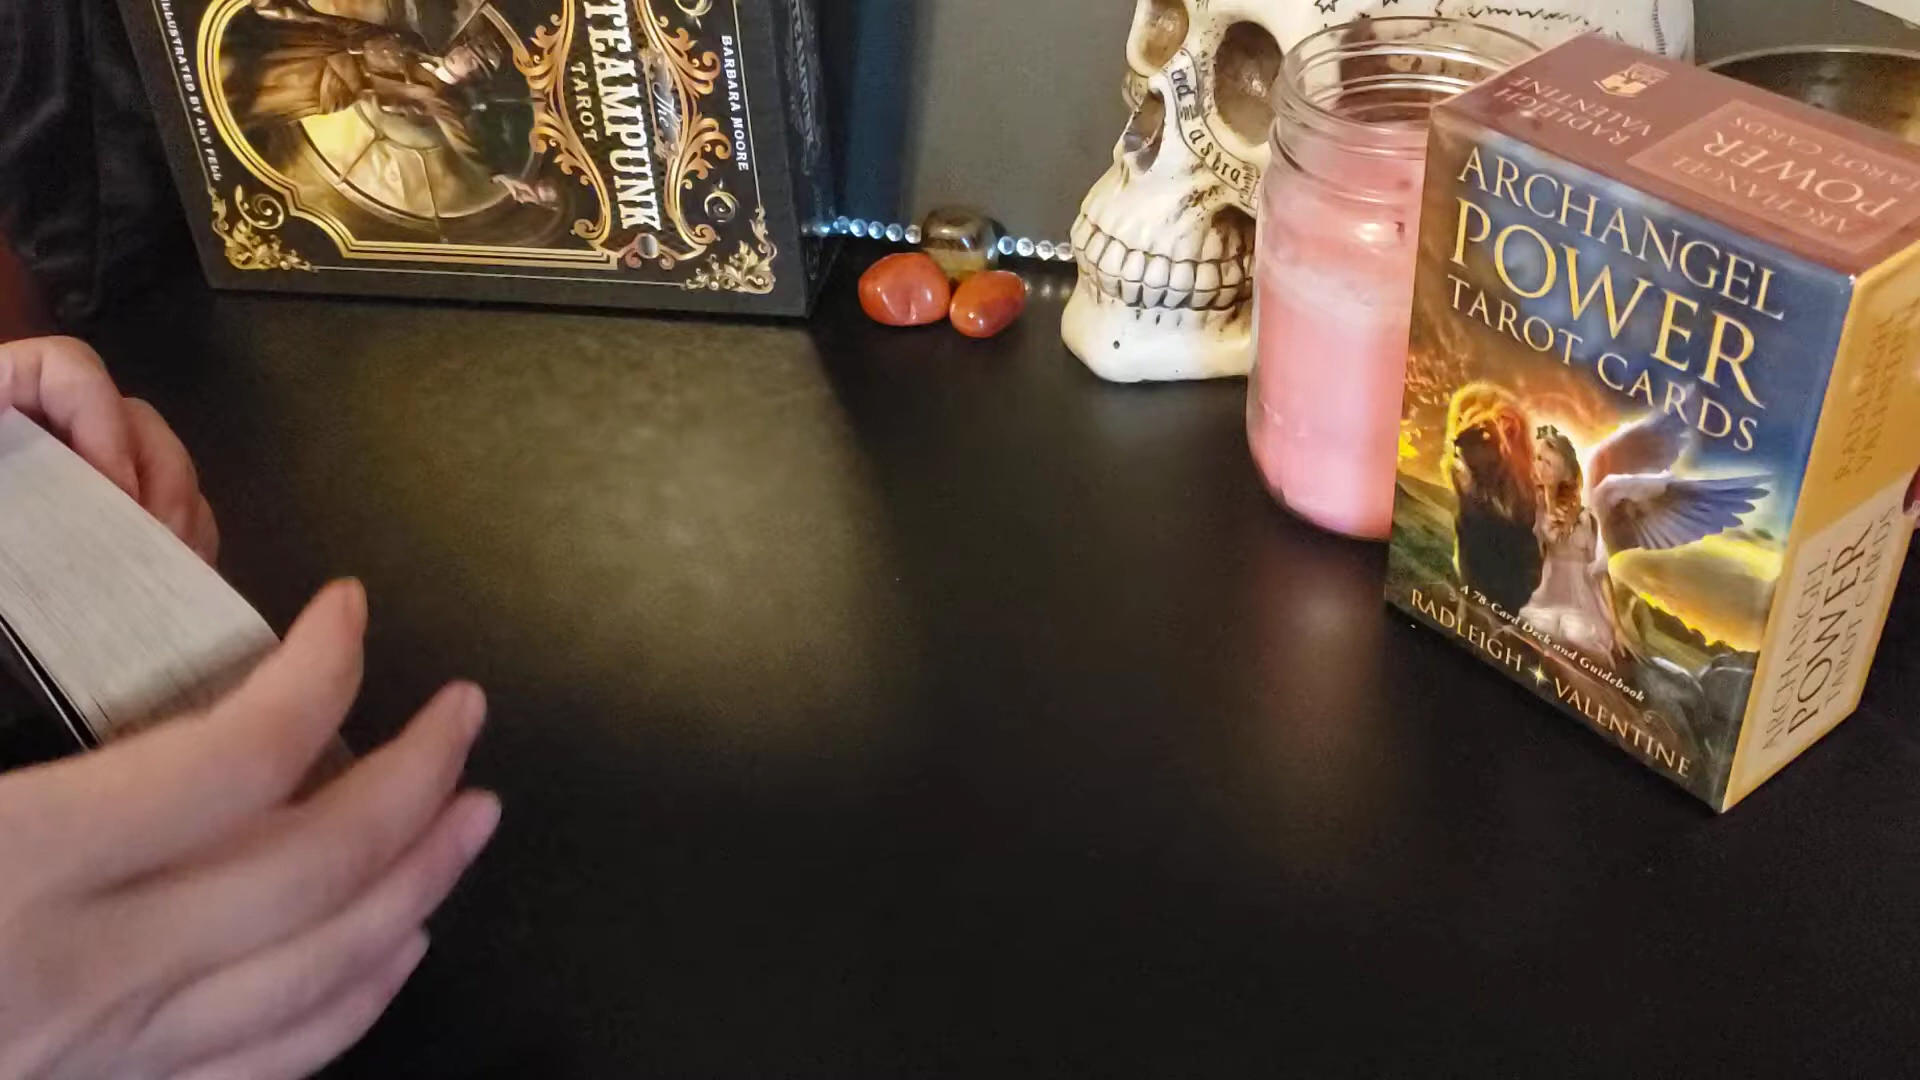 The
STEAMPUNK
TAROT
BARBARA MOORE
ILLUSTRATED BY ALY FELL
ARCHANGEL
POWER
TAROT CARDS
A 78-Card Deck and Guidebook
RADLEIGH VALENTINE
RADLEIGH
VALENTINE
ARCHANGEL
POWER
TAROT CARDS
RADLEIGH
VALENTINE
ARCHANGEL
POWER
TAROT CARDS